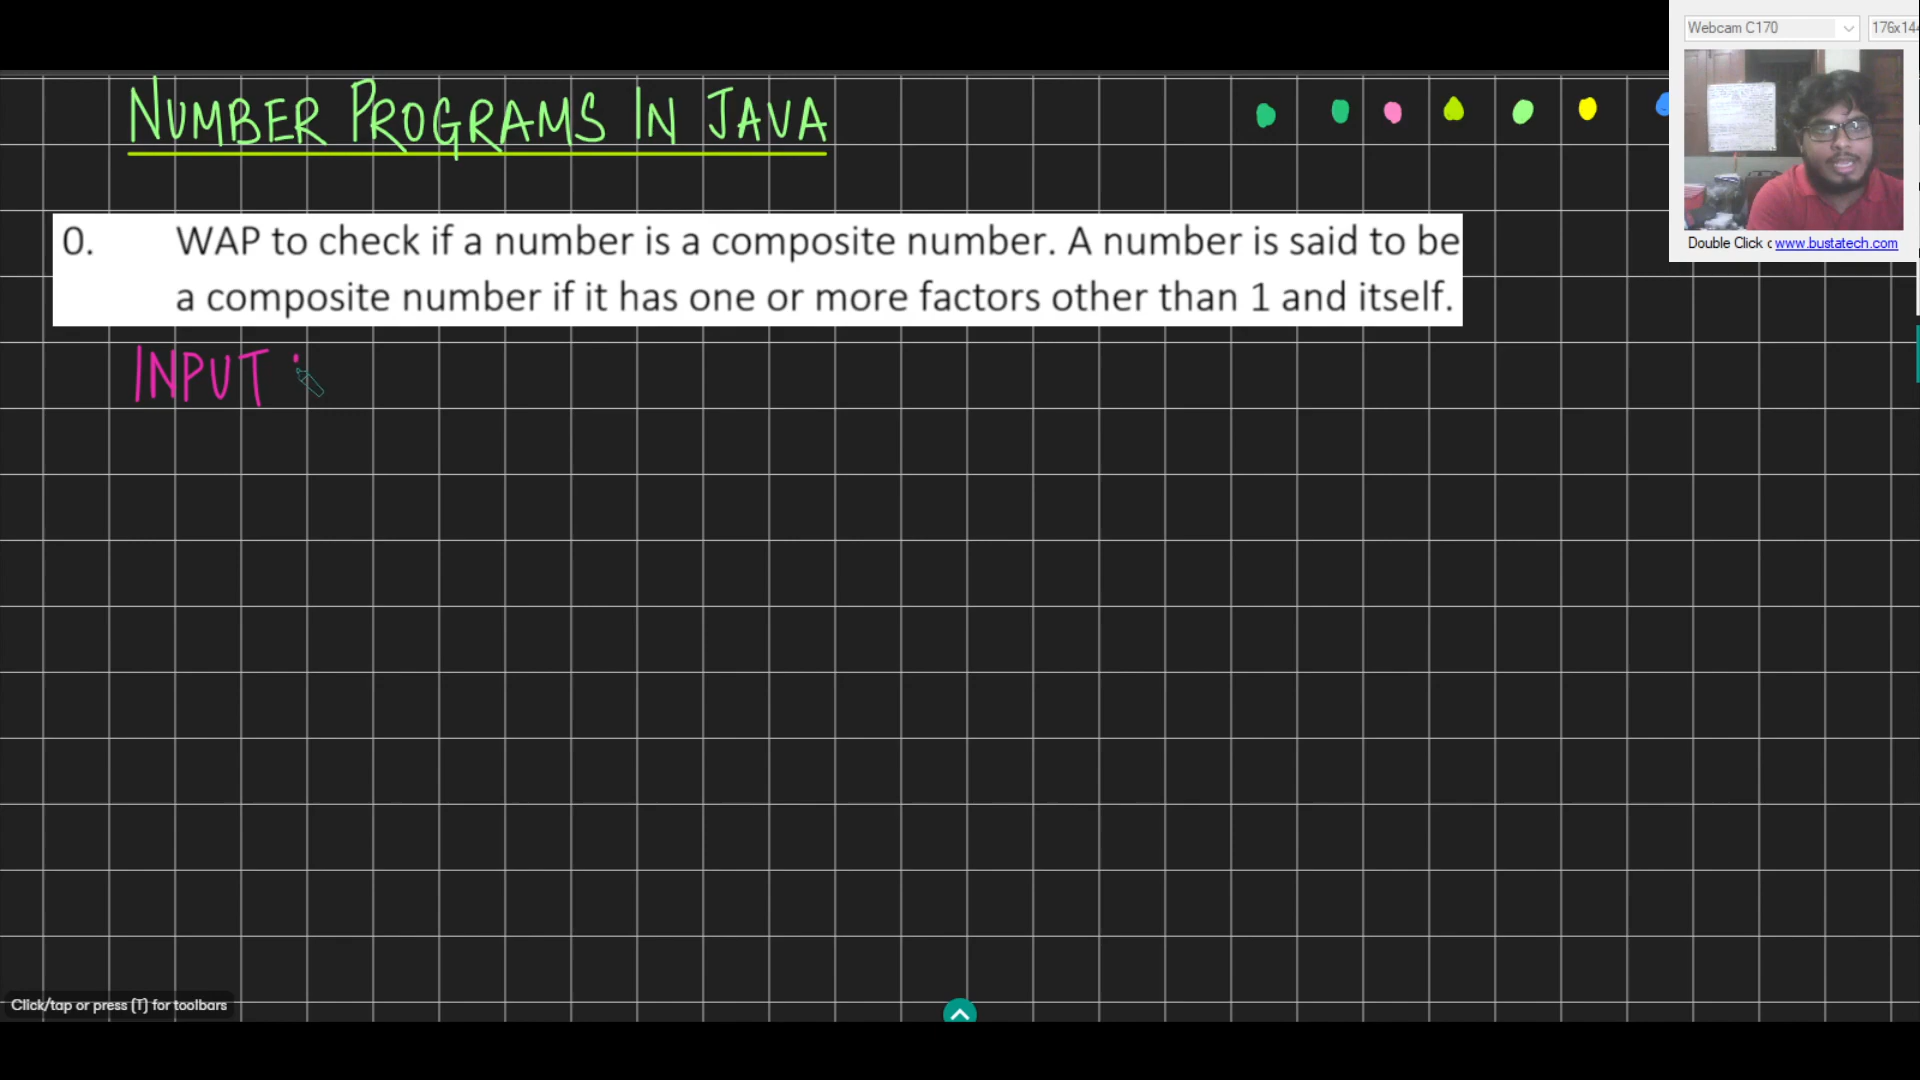 Webcam C170
NUMBER PROGRAMS IN JAVA
0. WAP to check if a number is a composite number. A number is said to be
a composite number if it has one or more factors other than 1 and itself.
Double Click www.bustatech.com
INPUT :
Click/tap or press (T) for toolbars